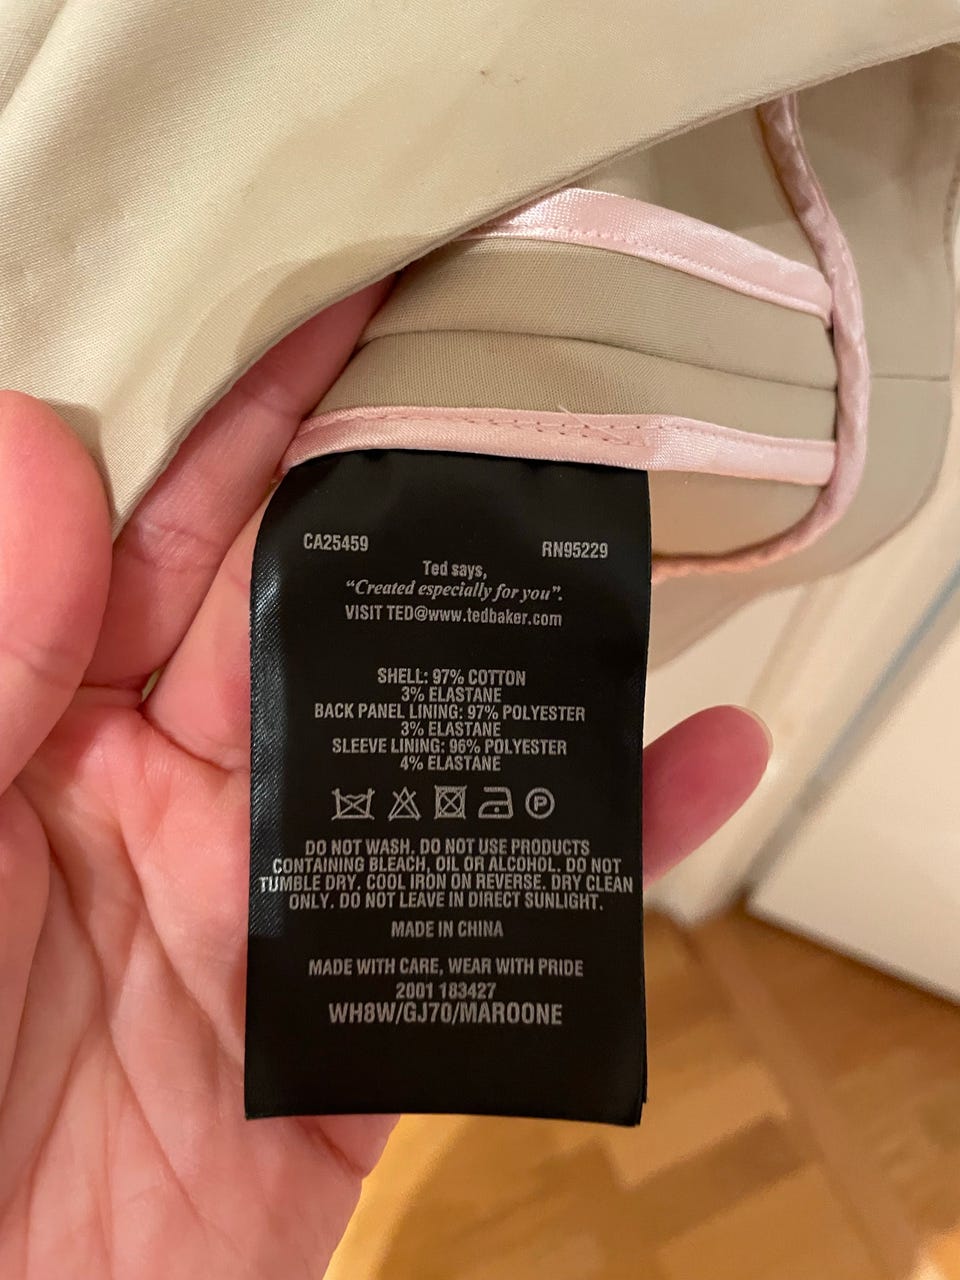 CA25459 RN95229
Ted says,
“Created especially for you”.
VISIT TED@www.tedbaker.com
SHELL: 97% COTTON
3% ELASTANE
BACK PANEL LINING: 97% POLYESTER
3% ELASTANE
SLEEVE LINING: 96% POLYESTER
4% ELASTANE
P
DO NOT WASH. DO NOT USE PRODUCTS
CONTAINING BLEACH, OIL OR ALCOHOL. DO NOT
TUMBLE DRY. COOL IRON ON REVERSE. DRY CLEAN
ONLY. DO NOT LEAVE IN DIRECT SUNLIGHT.
MADE IN CHINA
MADE WITH CARE, WEAR WITH PRIDE
2001 183427
WH8W/GJ70/MAROONE